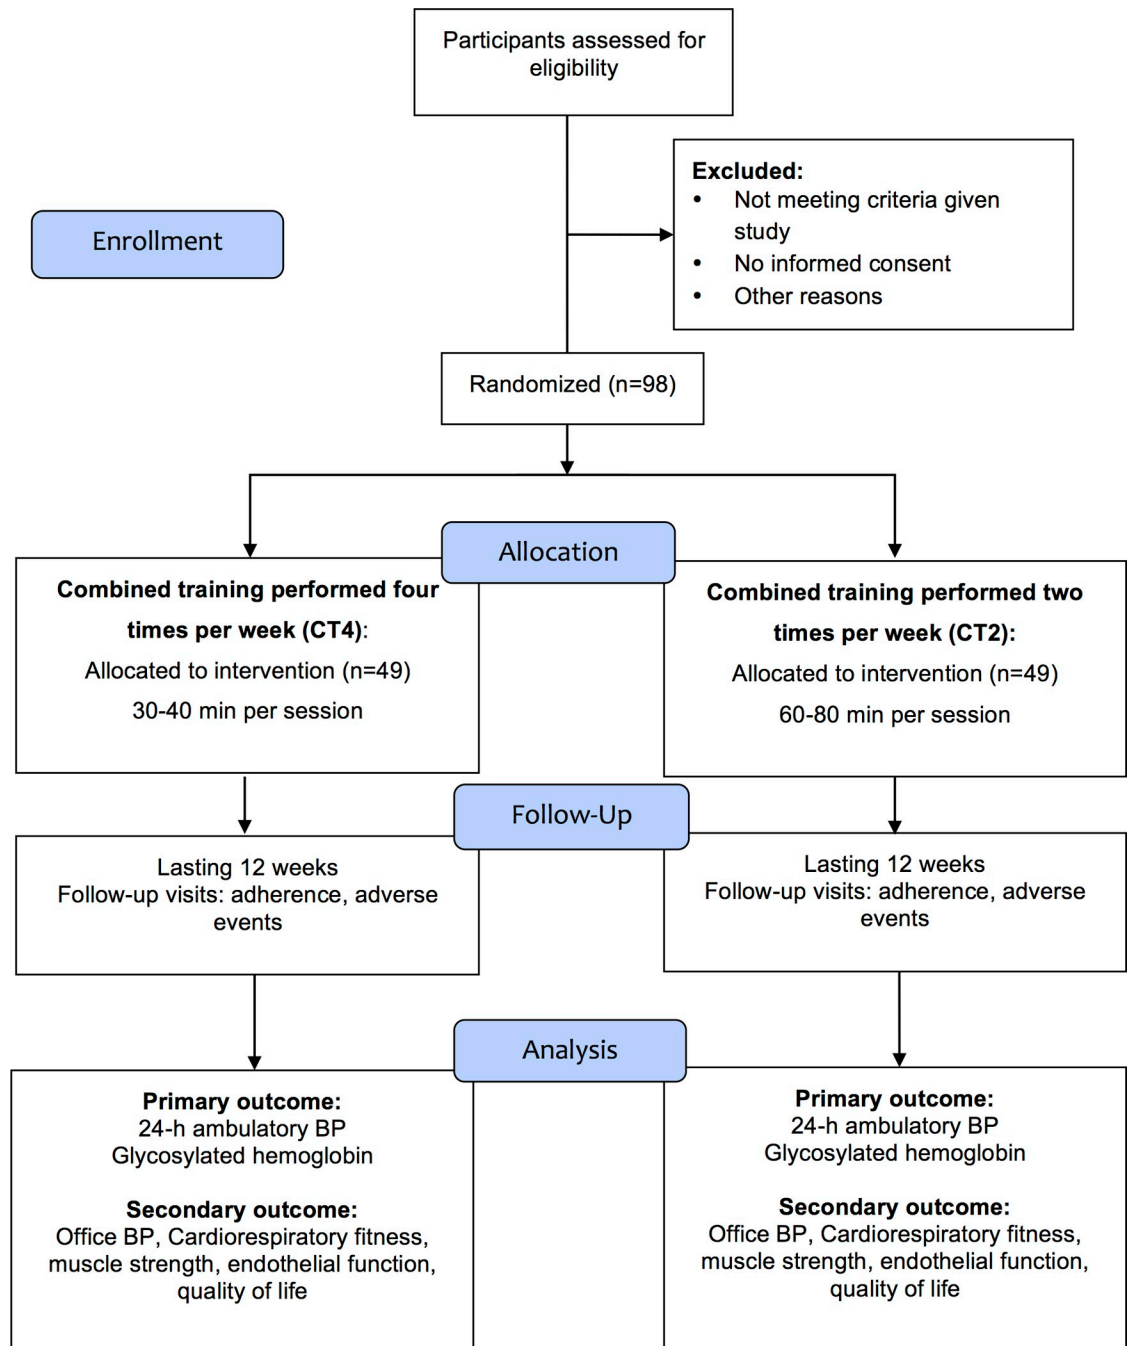 Participants assessed for
eligibility
Excluded:
• Not meeting criteria given
study
• No informed consent
• Other reasons
Enrollment
Randomized (n=98)
Allocation
Combined training performed four
times per week (CT4):
Allocated to intervention (n=49)
30-40 min per session
Combined training performed two
times per week (CT2):
Allocated to intervention (n=49)
60-80 min per session
Follow-Up
Lasting 12 weeks
Follow-up visits: adherence, adverse
events
Lasting 12 weeks
Follow-up visits: adherence, adverse
events
Analysis
Primary outcome:
24-h ambulatory BP
Glycosylated hemoglobin
Secondary outcome:
Office BP, Cardiorespiratory fitness,
muscle strength, endothelial function,
quality of life
Primary outcome:
24-h ambulatory BP
Glycosylated hemoglobin
Secondary outcome:
Office BP, Cardiorespiratory fitness,
muscle strength, endothelial function,
quality of life